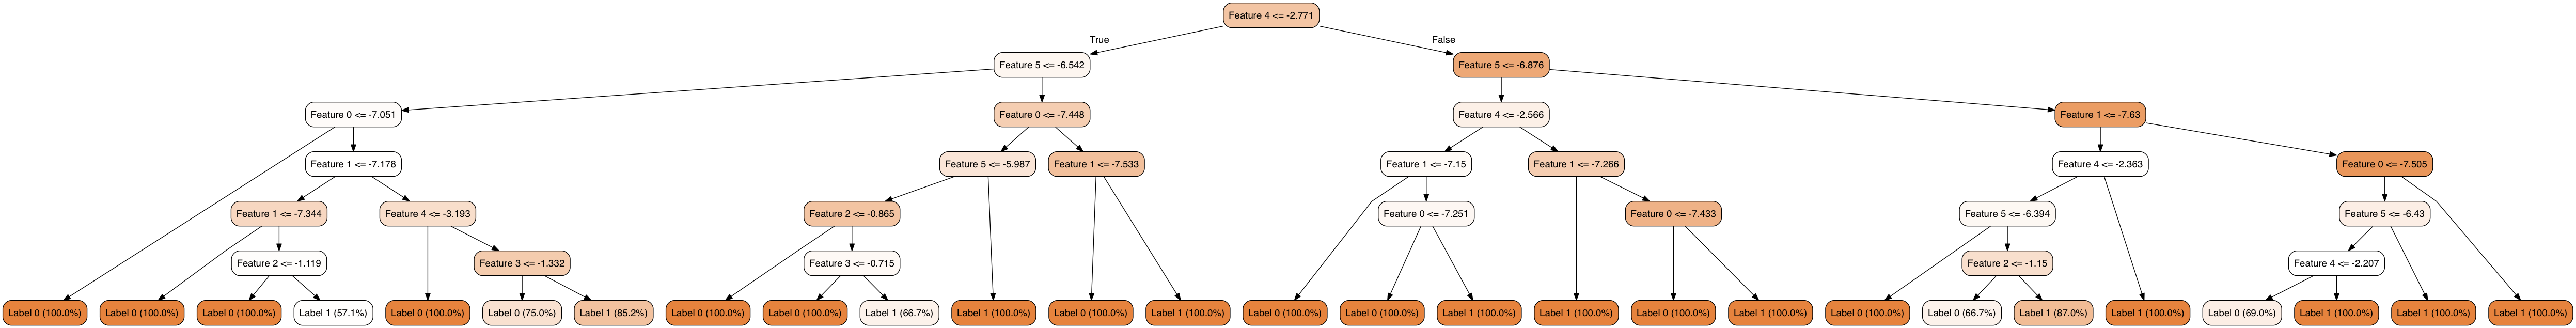 Feature 4 <= -2.771
True
False
Feature 5 <= -6.542
Feature 5 <= -6.876
Feature 0 <= -7.051
Feature 0 <= -7.448
Feature 4 <= -2.566
Feature 1 <= -7.63
Feature 1 <= -7.178
Feature 5 <= -5.987
Feature 1 <= -7.533
Feature 1 <= -7.15
Feature 1 <= -7.266
Feature 4 <= -2.363
Feature 0 <= -7.505
Feature 1 <= -7.344
Feature 4 <= -3.193
Feature 2 <= -0.865
Feature 0 <= -7.251
Feature 0 <= -7.433
Feature 5 <= -6.394
Feature 5 <= -6.43
Feature 2 <= -1.119
Feature 3 <= -1.332
Feature 3 <= -0.715
Feature 2 <= -1.15
Feature 4 <= -2.207
Label 0 (100.0%)
Label 0 (100.0%)
Label 0 (100.0%)
Label 1 (57.1%)
Label 0 (100.0%)
Label 0 (75.0%)
Label 1 (85.2%)
Label 0 (100.0%)
Label 0 (100.0%)
Label 1 (66.7%)
Label 1 (100.0%)
Label 0 (100.0%)
Label 1 (100.0%)
Label 0 (100.0%)
Label 0 (100.0%)
Label 1 (100.0%)
Label 1 (100.0%)
Label 0 (100.0%)
Label 1 (100.0%)
Label 0 (100.0%)
Label 0 (66.7%)
Label 1 (87.0%)
Label 1 (100.0%)
Label 0 (69.0%)
Label 1 (100.0%)
Label 1 (100.0%)
Label 1 (100.0%)